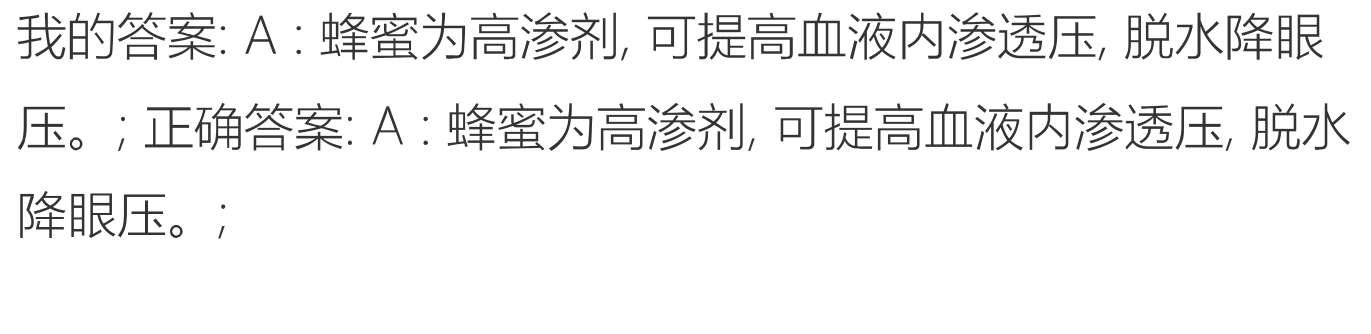 我的答案: A : 蜂蜜为高渗剂, 可提高血液内渗透压, 脱水降眼
压。; 正确答案: A : 蜂蜜为高渗剂, 可提高血液内渗透压, 脱水
降眼压。;